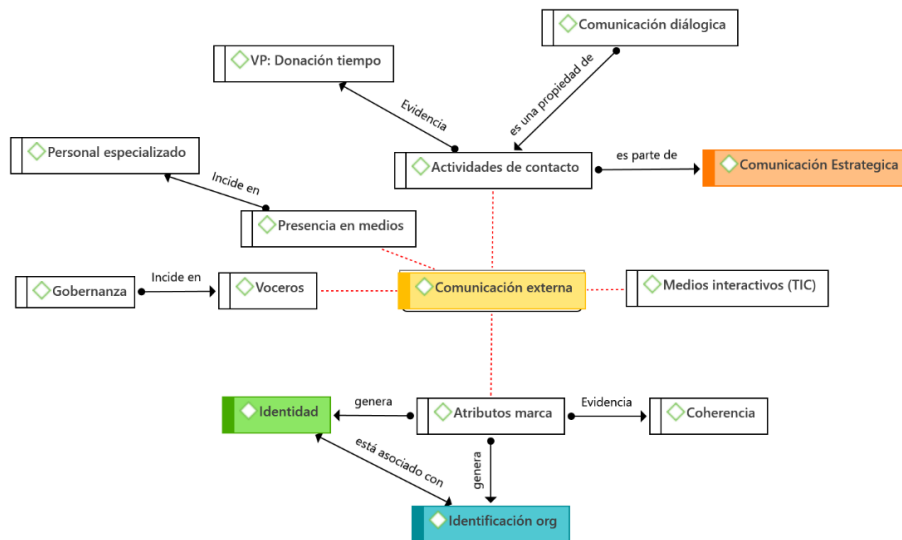 Comunicación diálogica
VP: Donación tiempo
Evidencia
es una propiedad de
Personal especializado
Actividades de contacto
es parte de
Comunicación Estrategica
Incide en
Presencia en medios
Gobernanza
Incide en
Voceros
Comunicación externa
Medios interactivos (TIC)
Identidad
genera
Atributos marca
Evidencia
Coherencia
está asociado con
genera
Identificación org